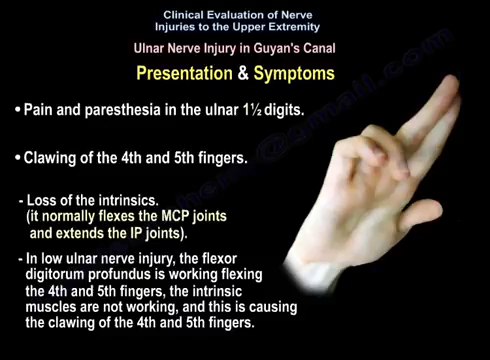 Clinical Evaluation of Nerve
Injuries to the Upper Extremity
Ulnar Nerve Injury in Guyan's Canal
Presentation & Symptoms
• Pain and paresthesia in the ulnar 1½ digits.
• Clawing of the 4th and 5th fingers.
- Loss of the intrinsics.
(it normally flexes the MCP joints
and extends the IP joints).
- In low ulnar nerve injury, the flexor
digitorum profundus is working flexing
the 4th and 5th fingers, the intrinsic
muscles are not working, and this is causing
the clawing of the 4th and 5th fingers.